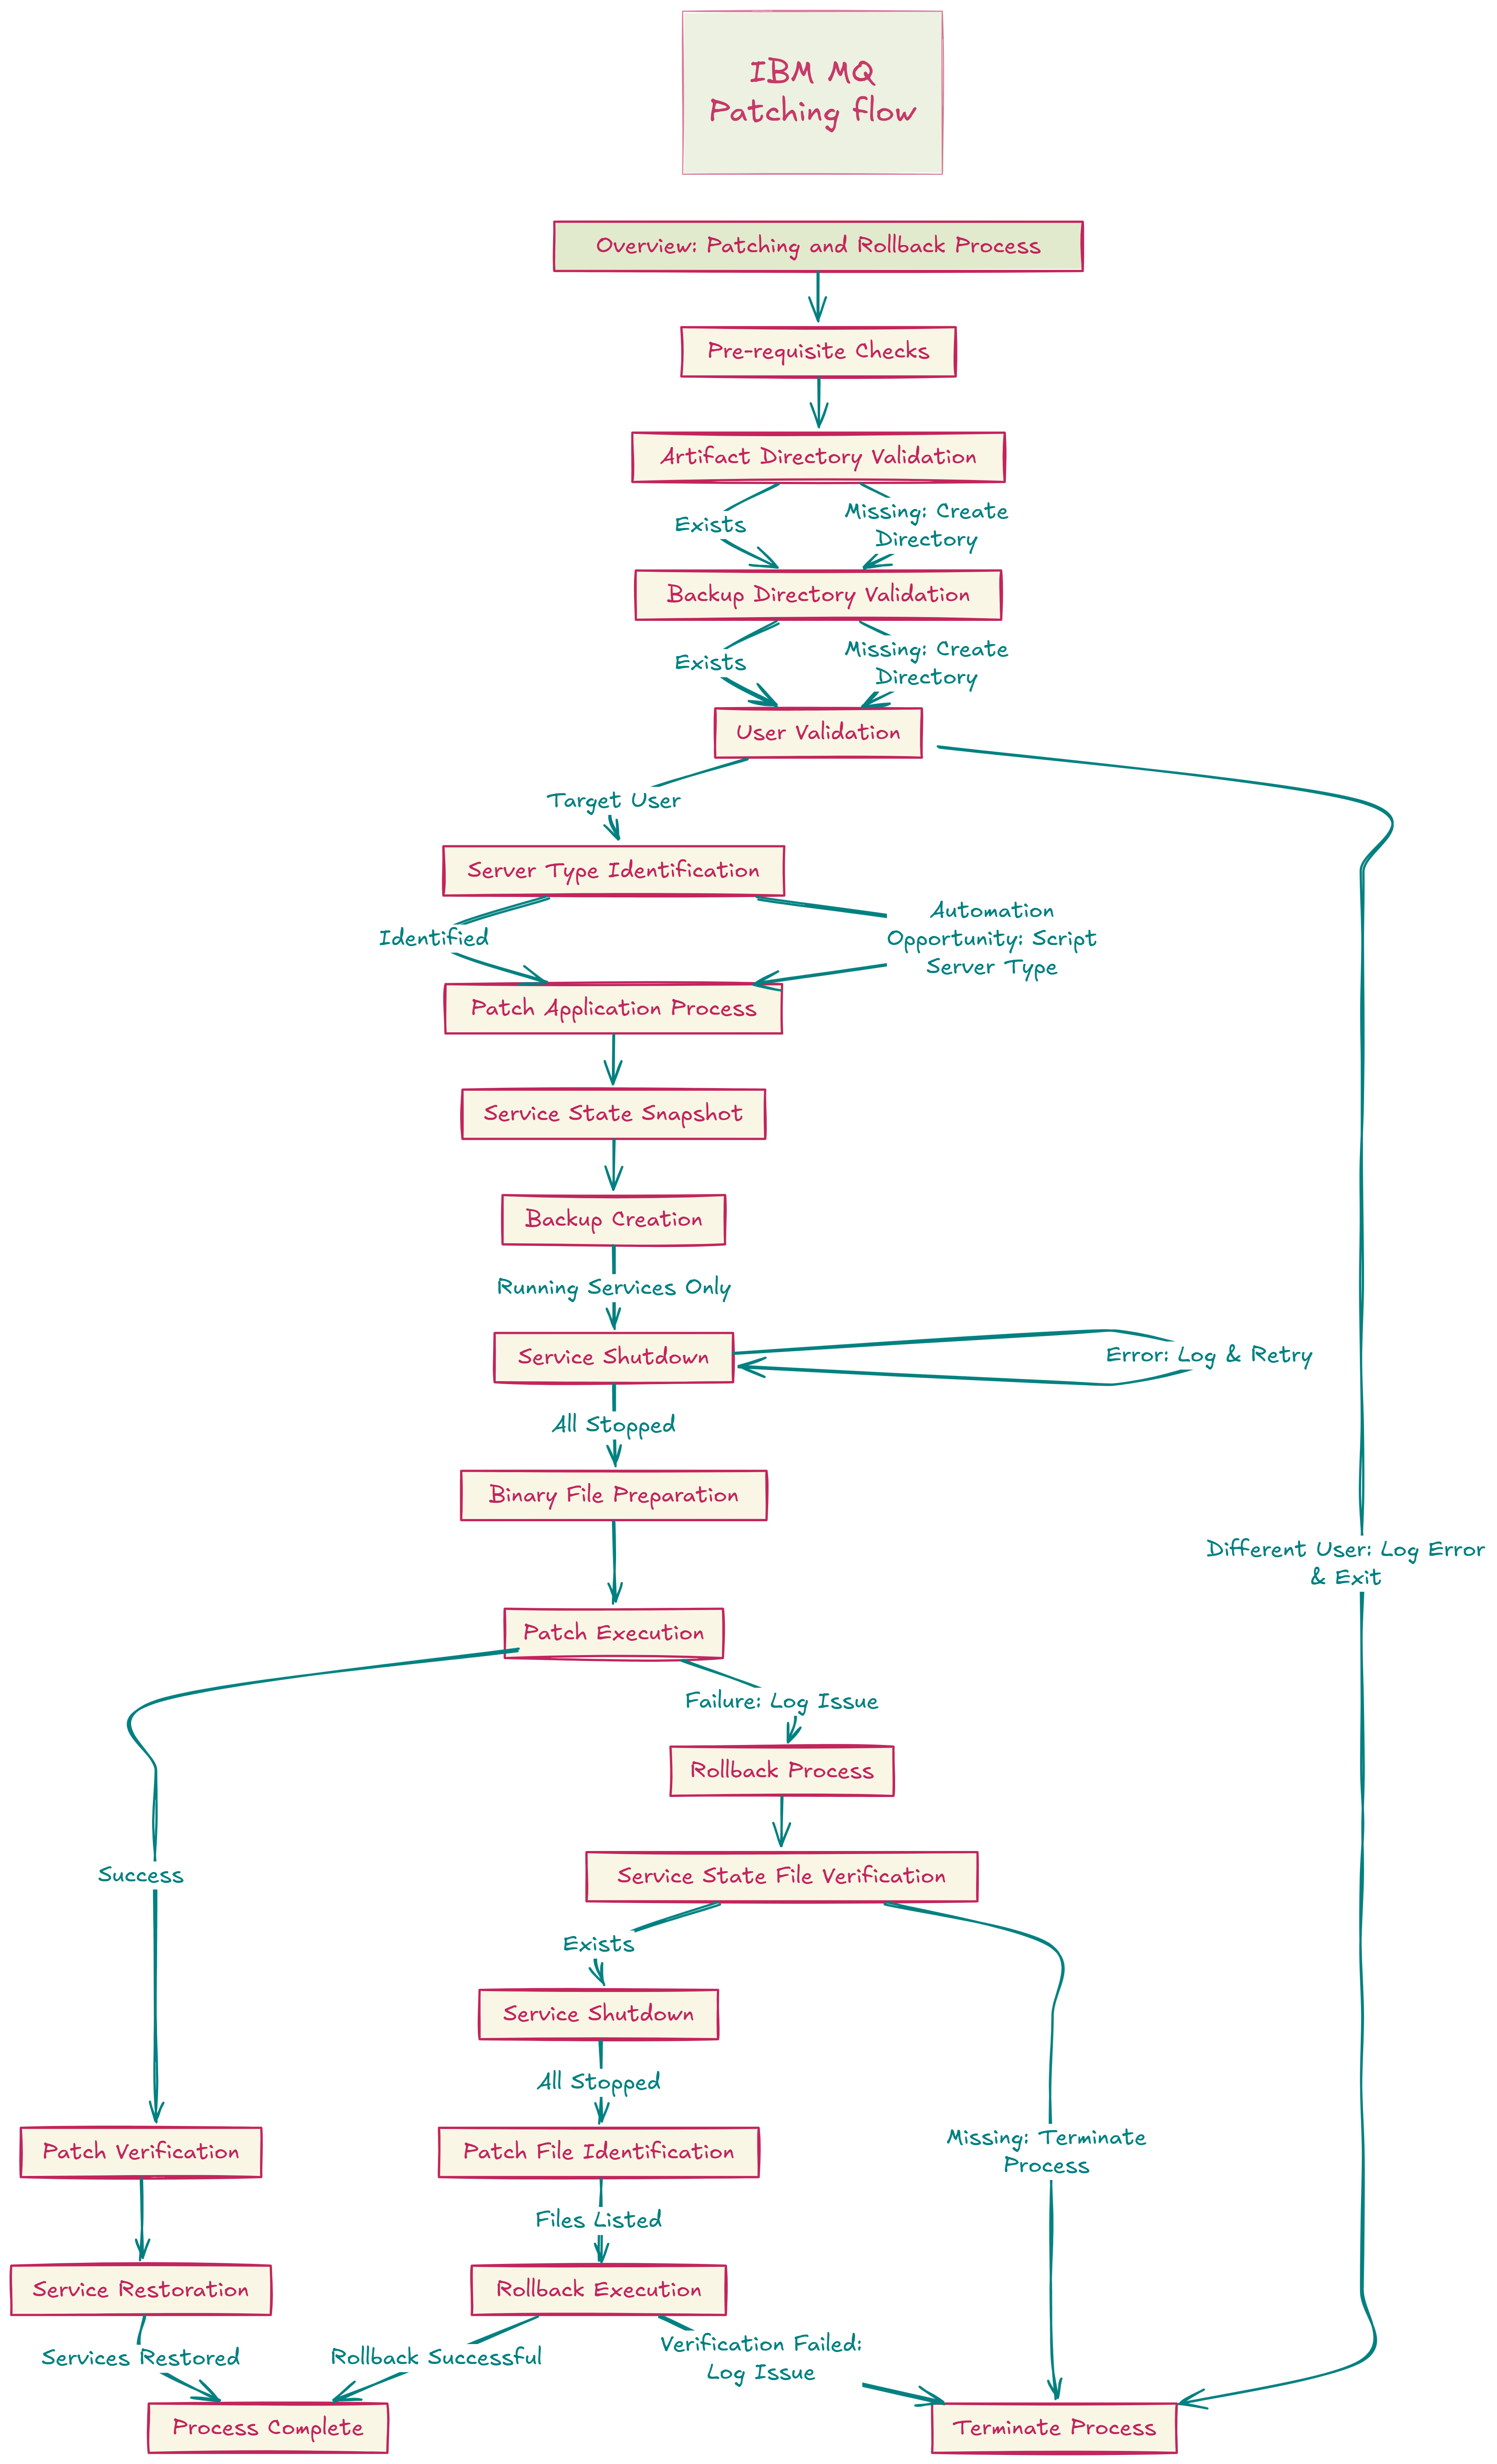 IBM MQ
Patching flow
Overview: Patching and Rollback Process
Pre-requisite Checks
Artifact Directory Validation
Exists
Missing: Create
Directory
Backup Directory Validation
Exists
Missing: Create
Directory
User Validation
Target User
Server Type Identification
Identified
Automation
Opportunity: Script
Server Type
Patch Application Process
Service State Snapshot
Backup Creation
Running Services Only
Service Shutdown
Error: Log & Retry
All Stopped
Binary File Preparation
Different User: Log Error
& Exit
Patch Execution
Failure: Log Issue
Rollback Process
Success
Service State File Verification
Exists
Service Shutdown
All Stopped
Patch Verification
Patch File Identification
Missing: Terminate
Process
Files Listed
Service Restoration
Rollback Execution
Services Restored
Rollback Successful
Verification Failed:
Log Issue
Process Complete
Terminate Process